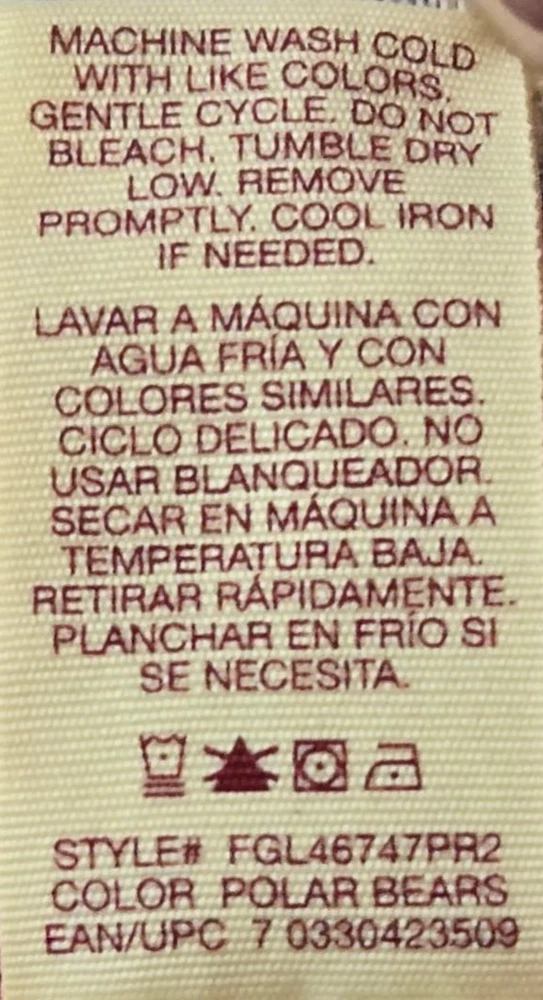 MACHINE WASH COLD
WITH LIKE COLORS.
GENTLE CYCLE. DO NOT
BLEACH. TUMBLE DRY
LOW. REMOVE
PROMPTLY. COOL IRON
IF NEEDED.
LAVAR A MÁQUINA CON
AGUA FRÍA Y CON
COLORES SIMILARES.
CICLO DELICADO. NO
USAR BLANQUEADOR.
SECAR EN MÁQUINA A
TEMPERATURA BAJA.
RETIRAR RÁPIDAMENTE.
PLANCHAR EN FRÍO SI
SE NECESITA.
STYLE# FGL46747PR2
COLOR POLAR BEARS
EAN/UPC 7 0330423509